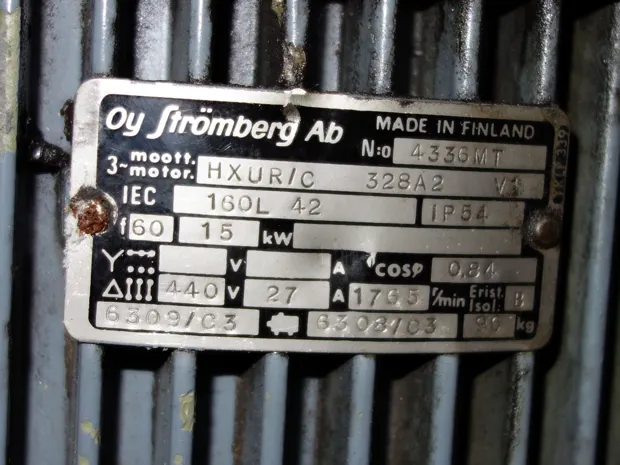 Oy Strömberg Ab MADE IN FINLAND
N:o 4336MT
3~ moott. motor. HXUR/C 328A2
IEC 160L 42 IP54
f 60 15 kW
Y V A cosφ 0,84
Δ 440 V 27 A 1765 r/min Erist. Isol. B
6309/C3 6308/C3 kg